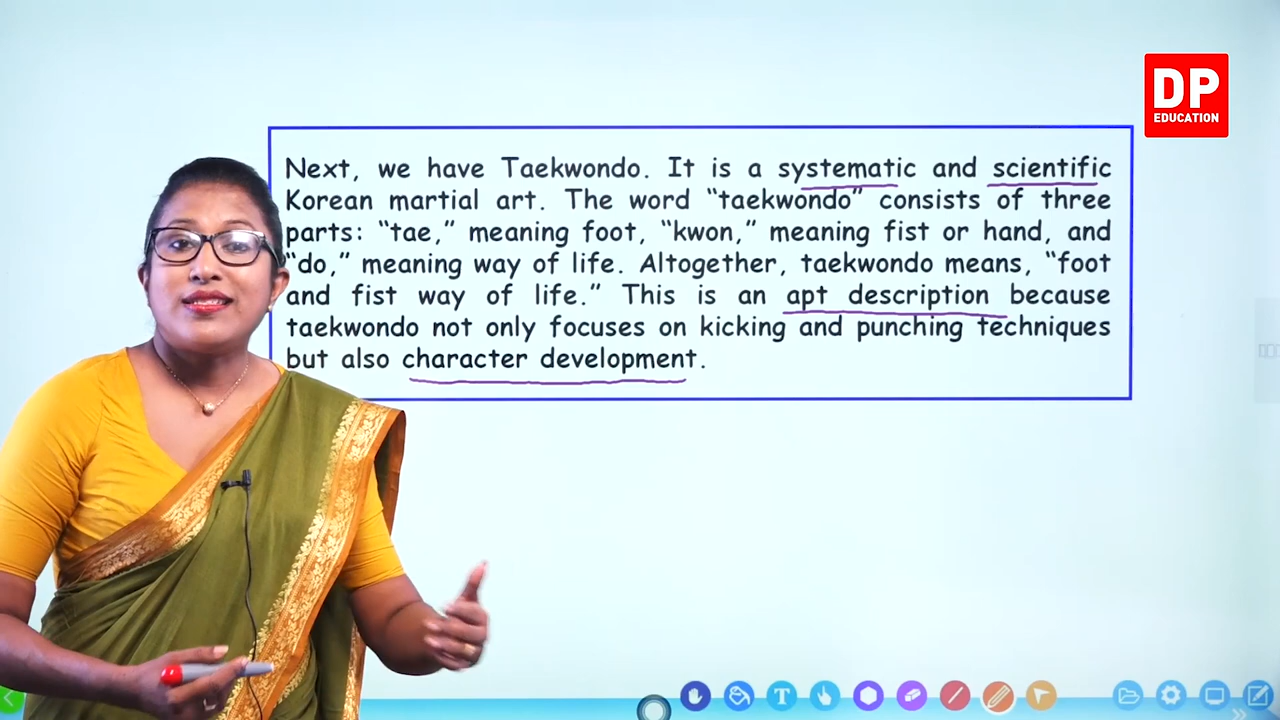 DP
EDUCATION
Next, we have Taekwondo. It is a systematic and scientific
Korean martial art. The word “taekwondo” consists of three
parts: “tae,” meaning foot, “kwon,” meaning fist or hand, and
“do,” meaning way of life. Altogether, taekwondo means, “foot
and fist way of life.” This is an apt description because
taekwondo not only focuses on kicking and punching techniques
but also character development.